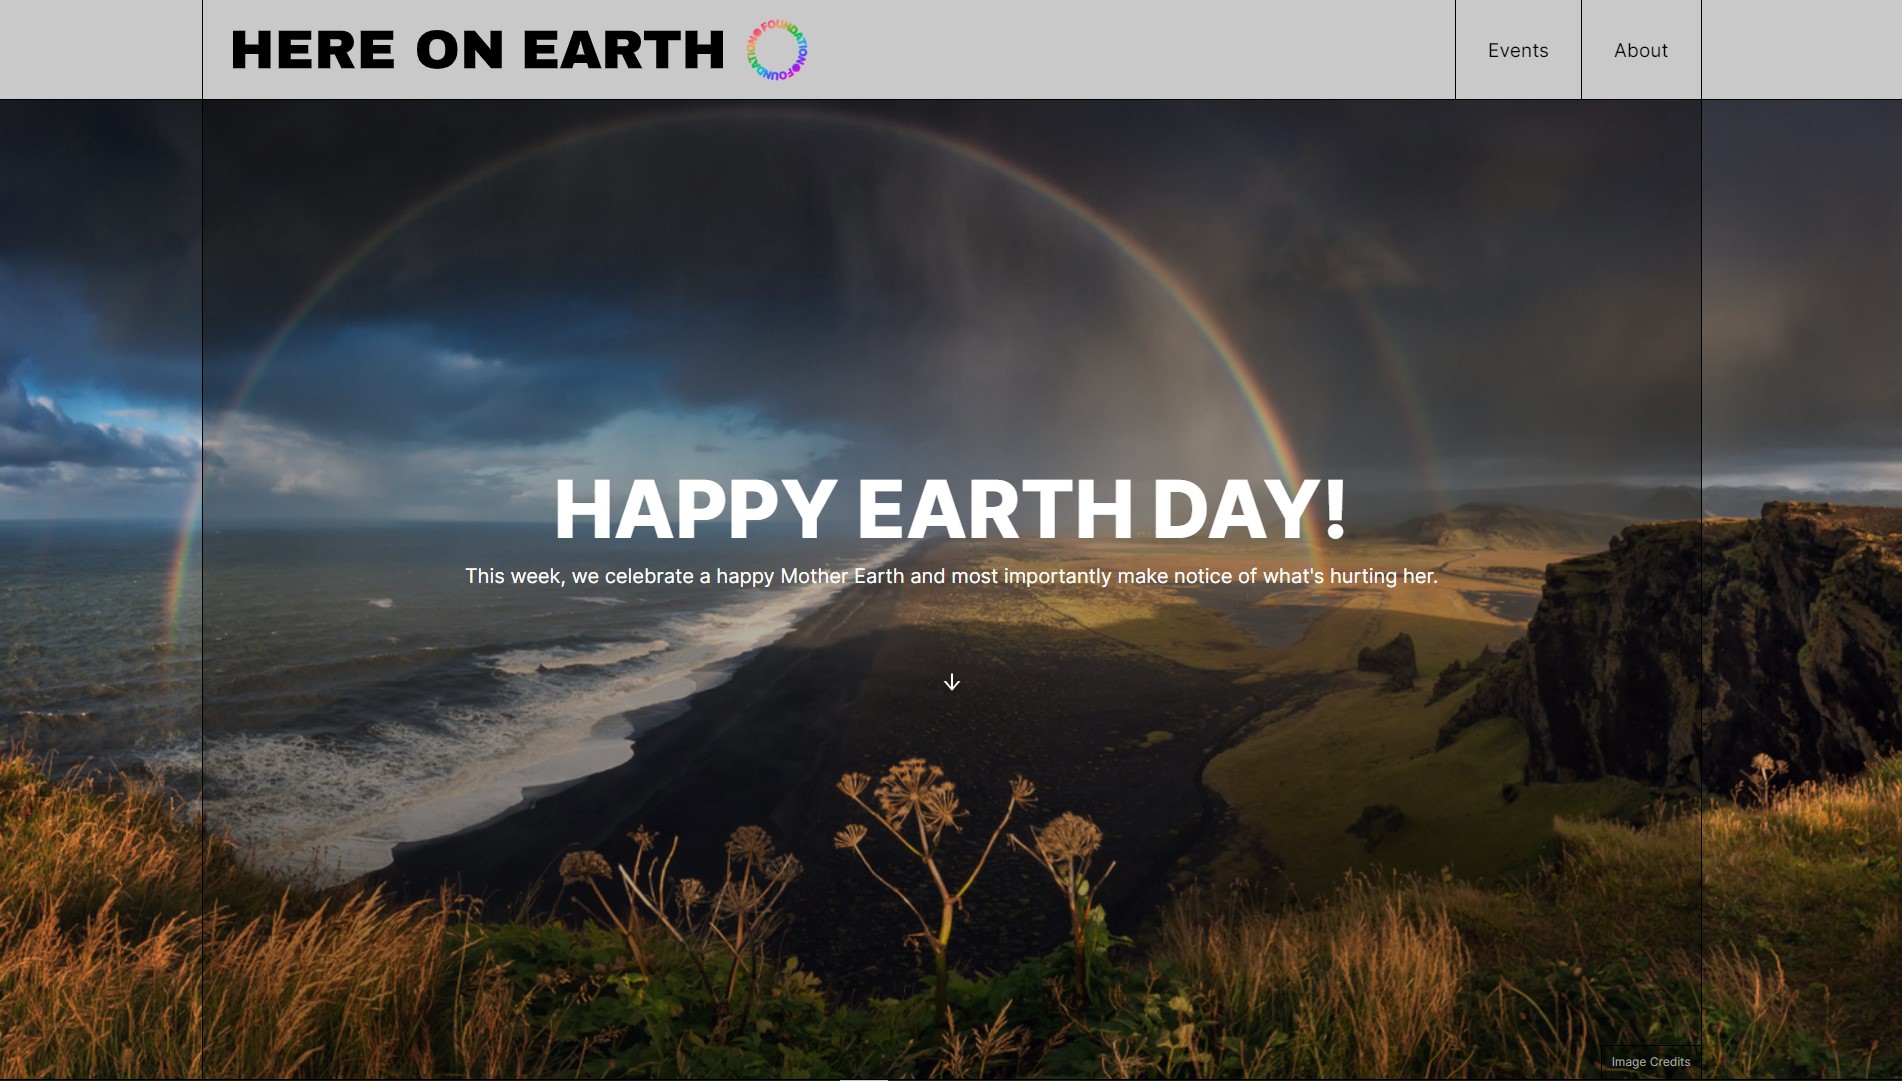 HERE ON EARTH
FOUNDATION●FOUNDATION●
Events
About
HAPPY EARTH DAY!
This week, we celebrate a happy Mother Earth and most importantly make notice of what's hurting her.
Image Credits